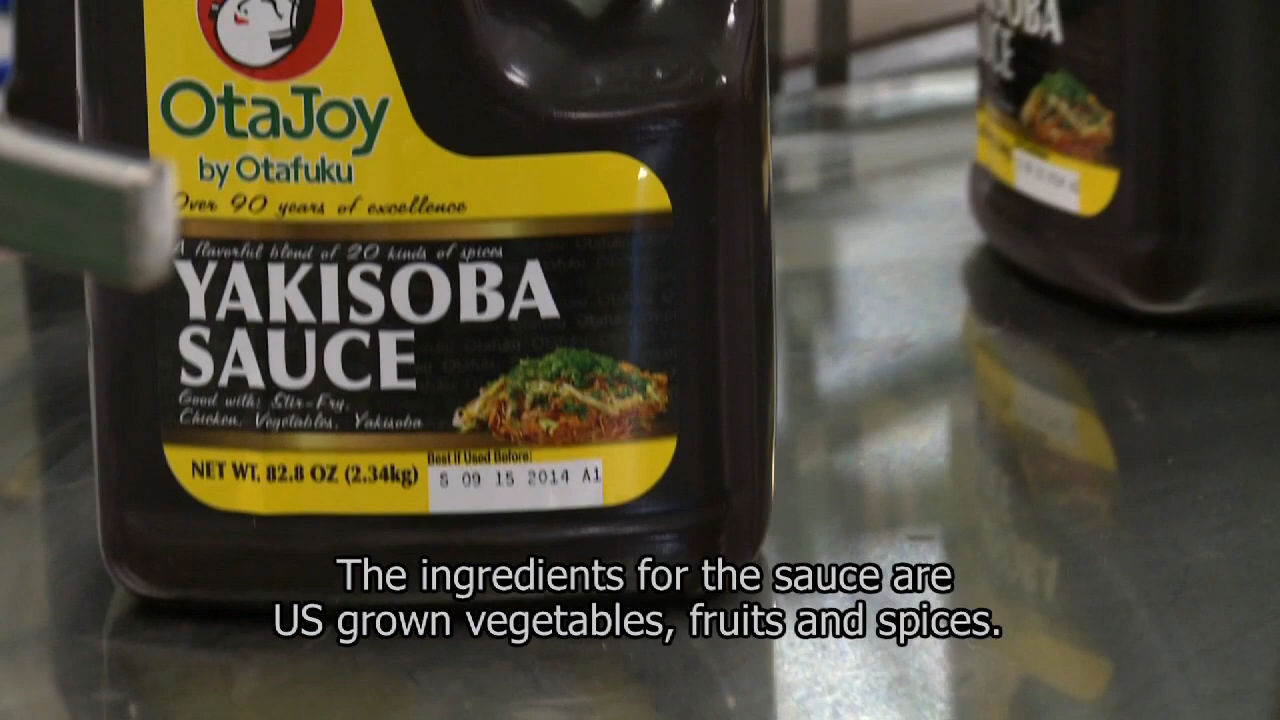 OtaJoy
by Otafuku
Over 90 years of excellence
A flavorful blend of 20 kinds of spices
YAKISOBA
SAUCE
Good with: Stir-Fry,
Chicken, Vegetables, Yakisoba
NET WT. 82.8 OZ (2.34kg)
Best If Used Before:
S 09 15 2014 A1
The ingredients for the sauce are
US grown vegetables, fruits and spices.